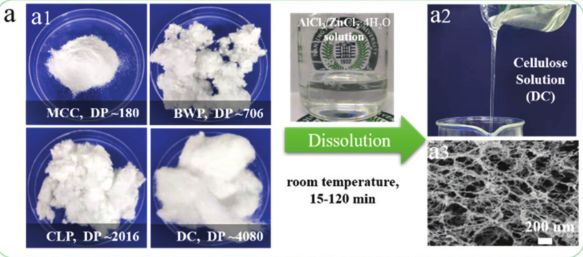 a
a1
MCC, DP ~180
BWP, DP ~706
CLP, DP ~2016
DC, DP ~4080
AlCl₃/ZnCl₂·4H₂O
solution
Dissolution
room temperature,
15-120 min
a2
Cellulose
Solution
(DC)
a3
200 um